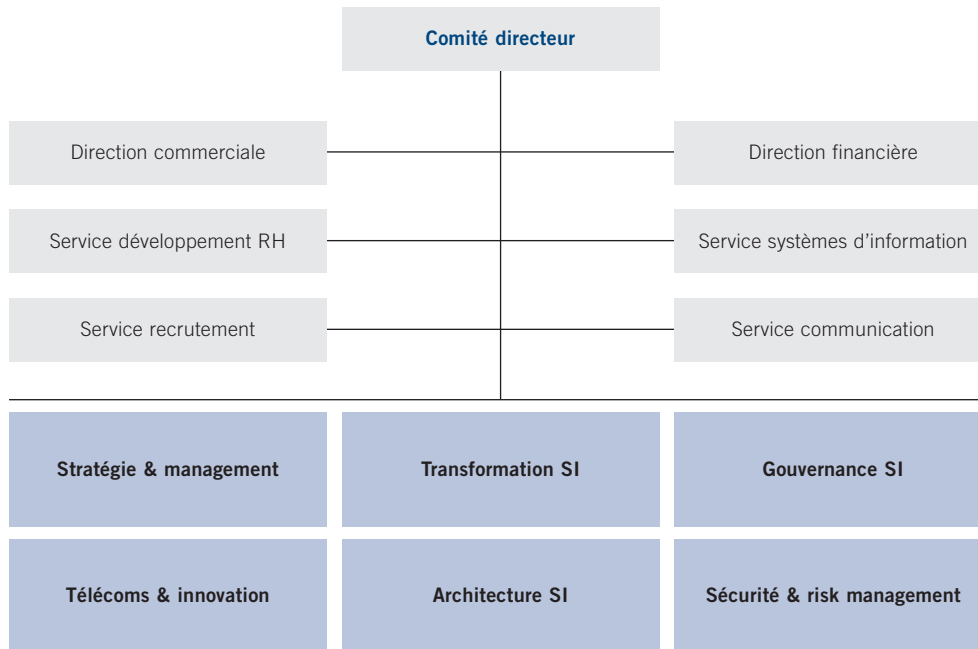 Comité directeur
Direction commerciale
Direction financière
Service développement RH
Service systèmes d’information
Service recrutement
Service communication
Stratégie & management
Transformation SI
Gouvernance SI
Télécoms & innovation
Architecture SI
Sécurité & risk management